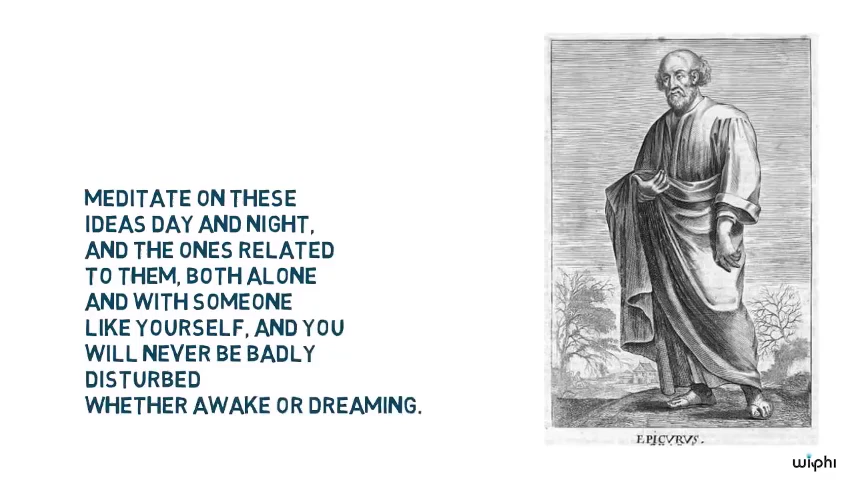 MEDITATE ON THESE
IDEAS DAY AND NIGHT,
AND THE ONES RELATED
TO THEM, BOTH ALONE
AND WITH SOMEONE
LIKE YOURSELF, AND YOU
WILL NEVER BE BADLY
DISTURBED
WHETHER AWAKE OR DREAMING.
EPICVRVS.
wiphi